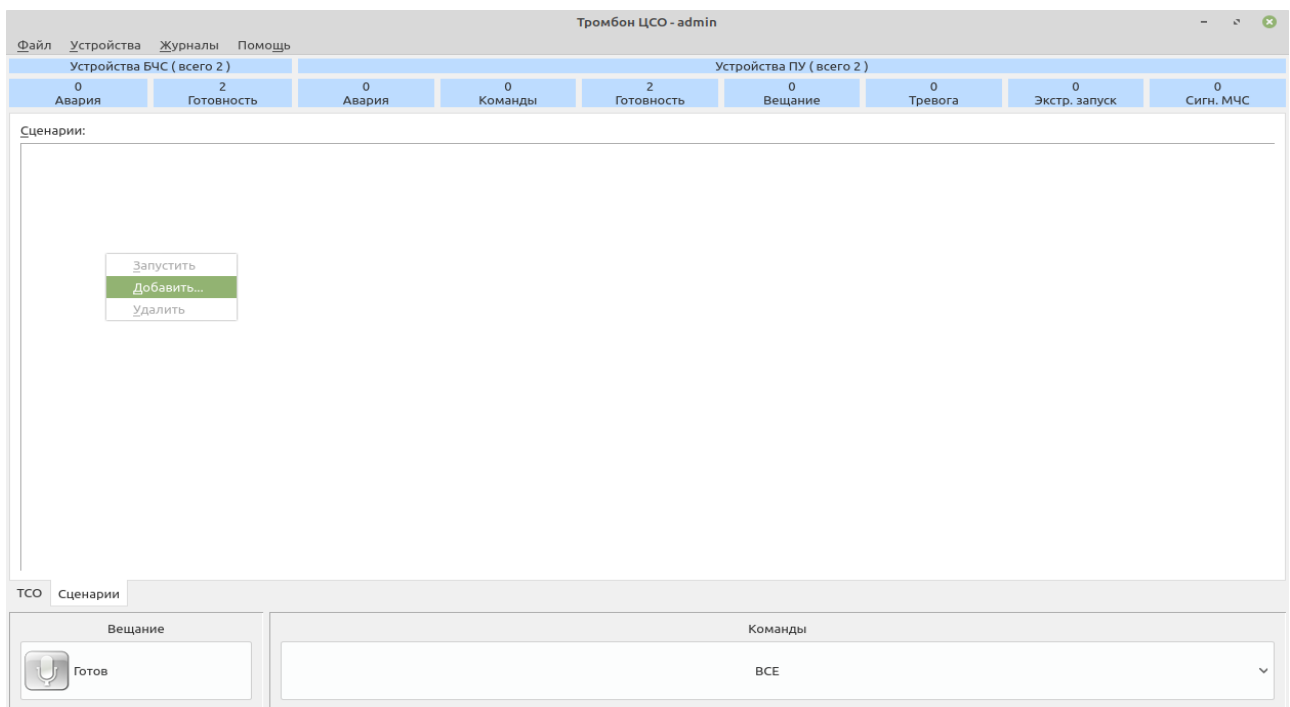 Тромбон ЦСО - admin
Файл Устройства Журналы Помощь
Устройства БЧС ( всего 2 ) Устройства ПУ ( всего 2 )
0 2 0 0 2 0 0 0 0
Авария Готовность Авария Команды Готовность Вещание Тревога Экстр. запуск Сигн. МЧС
Сценарии:
Запустить
Добавить...
Удалить
ТСО Сценарии
Вещание Команды
Готов ВСЕ